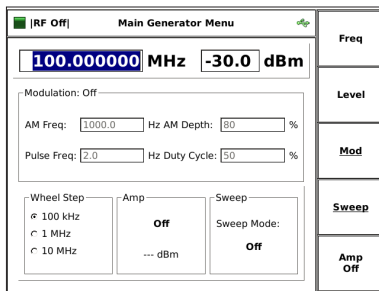 |RF Off| Main Generator Menu
100.000000 MHz -30.0 dBm
Modulation: Off
AM Freq: 1000.0 Hz AM Depth: 80 %
Pulse Freq: 2.0 Hz Duty Cycle: 50 %
Wheel Step
100 kHz
1 MHz
10 MHz
Amp
Off
--- dBm
Sweep
Sweep Mode:
Off
Freq
Level
Mod
Sweep
Amp
Off